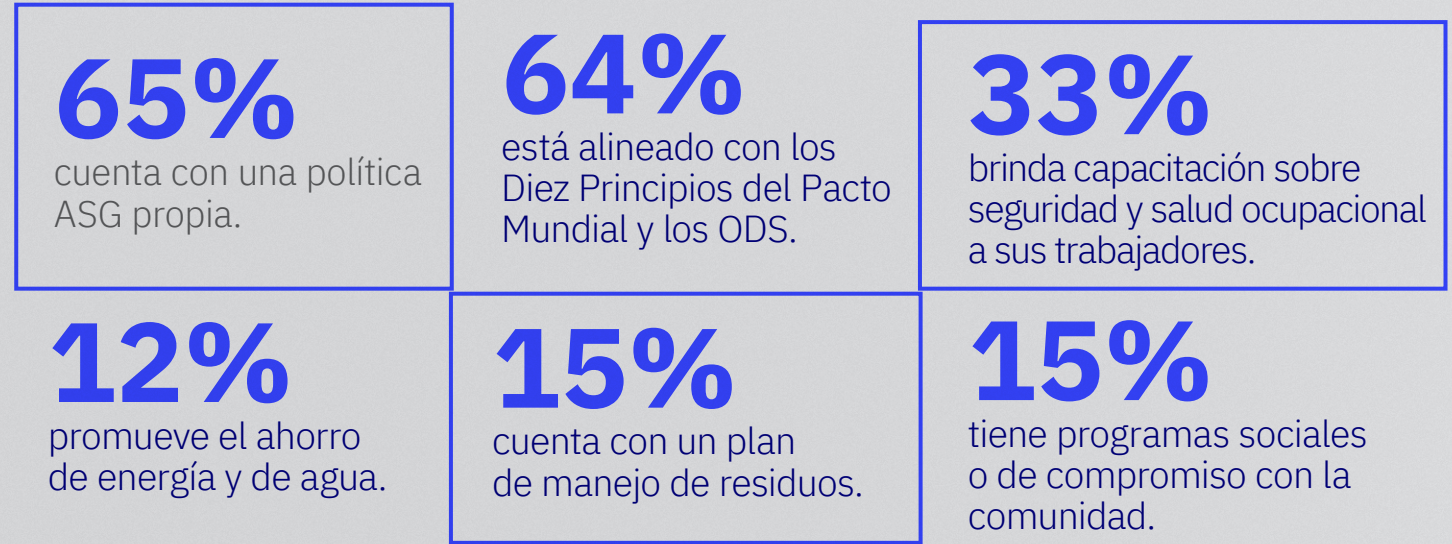 65%
cuenta con una política
ASG propia.
64%
está alineado con los
Diez Principios del Pacto
Mundial y los ODS.
33%
brinda capacitación sobre
seguridad y salud ocupacional
a sus trabajadores.
12%
promueve el ahorro
de energía y de agua.
15%
cuenta con un plan
de manejo de residuos.
15%
tiene programas sociales
o de compromiso con la
comunidad.